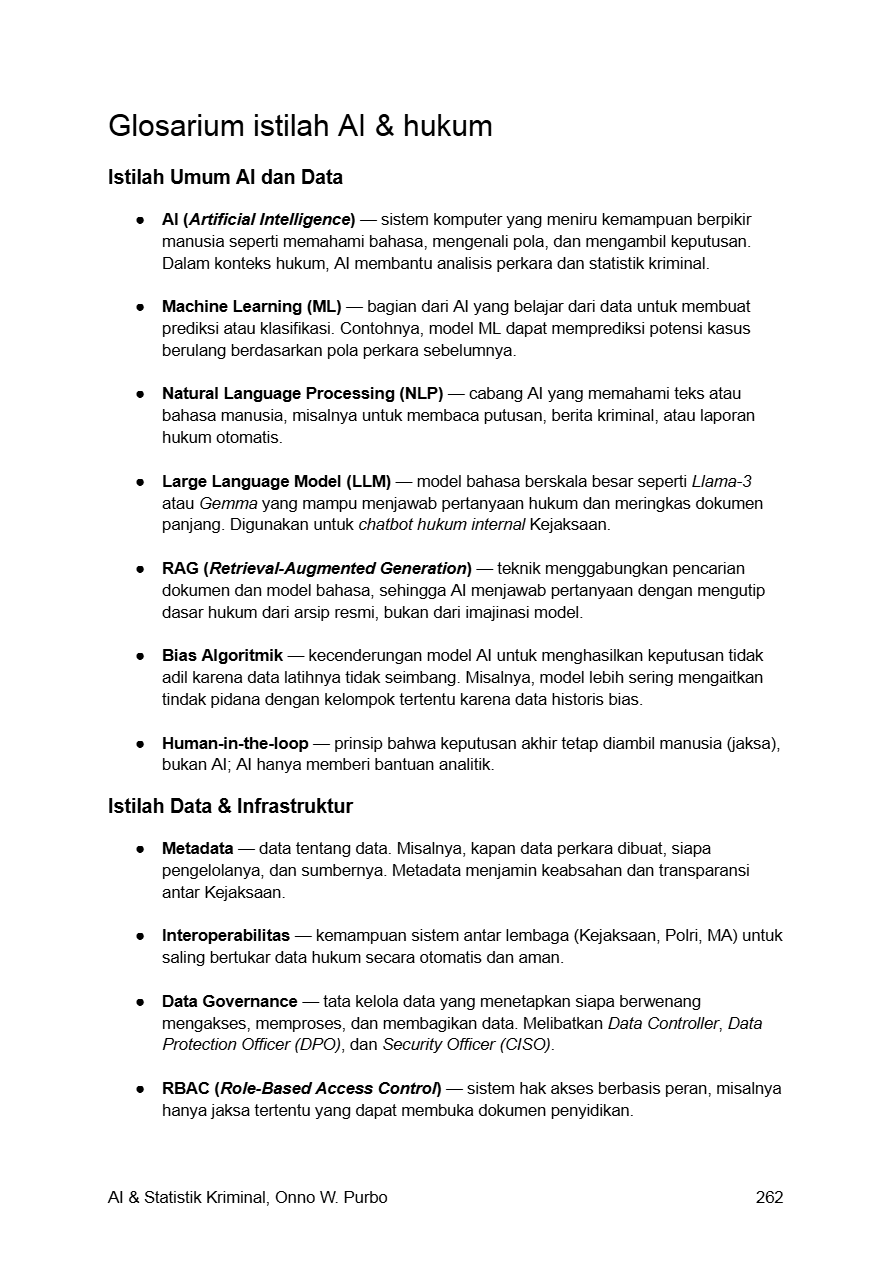 Glosarium istilah AI & hukum
Istilah Umum AI dan Data
● AI (Artificial Intelligence) — sistem komputer yang meniru kemampuan berpikir
manusia seperti memahami bahasa, mengenali pola, dan mengambil keputusan.
Dalam konteks hukum, AI membantu analisis perkara dan statistik kriminal.
● Machine Learning (ML) — bagian dari AI yang belajar dari data untuk membuat
prediksi atau klasifikasi. Contohnya, model ML dapat memprediksi potensi kasus
berulang berdasarkan pola perkara sebelumnya.
● Natural Language Processing (NLP) — cabang AI yang memahami teks atau
bahasa manusia, misalnya untuk membaca putusan, berita kriminal, atau laporan
hukum otomatis.
● Large Language Model (LLM) — model bahasa berskala besar seperti Llama-3
atau Gemma yang mampu menjawab pertanyaan hukum dan meringkas dokumen
panjang. Digunakan untuk chatbot hukum internal Kejaksaan.
● RAG (Retrieval-Augmented Generation) — teknik menggabungkan pencarian
dokumen dan model bahasa, sehingga AI menjawab pertanyaan dengan mengutip
dasar hukum dari arsip resmi, bukan dari imajinasi model.
● Bias Algoritmik — kecenderungan model AI untuk menghasilkan keputusan tidak
adil karena data latihnya tidak seimbang. Misalnya, model lebih sering mengaitkan
tindak pidana dengan kelompok tertentu karena data historis bias.
● Human-in-the-loop — prinsip bahwa keputusan akhir tetap diambil manusia (jaksa),
bukan AI; AI hanya memberi bantuan analitik.
Istilah Data & Infrastruktur
● Metadata — data tentang data. Misalnya, kapan data perkara dibuat, siapa
pengelolanya, dan sumbernya. Metadata menjamin keabsahan dan transparansi
antar Kejaksaan.
● Interoperabilitas — kemampuan sistem antar lembaga (Kejaksaan, Polri, MA) untuk
saling bertukar data hukum secara otomatis dan aman.
● Data Governance — tata kelola data yang menetapkan siapa berwenang
mengakses, memproses, dan membagikan data. Melibatkan Data Controller, Data
Protection Officer (DPO), dan Security Officer (CISO).
● RBAC (Role-Based Access Control) — sistem hak akses berbasis peran, misalnya
hanya jaksa tertentu yang dapat membuka dokumen penyidikan.
AI & Statistik Kriminal, Onno W. Purbo 262